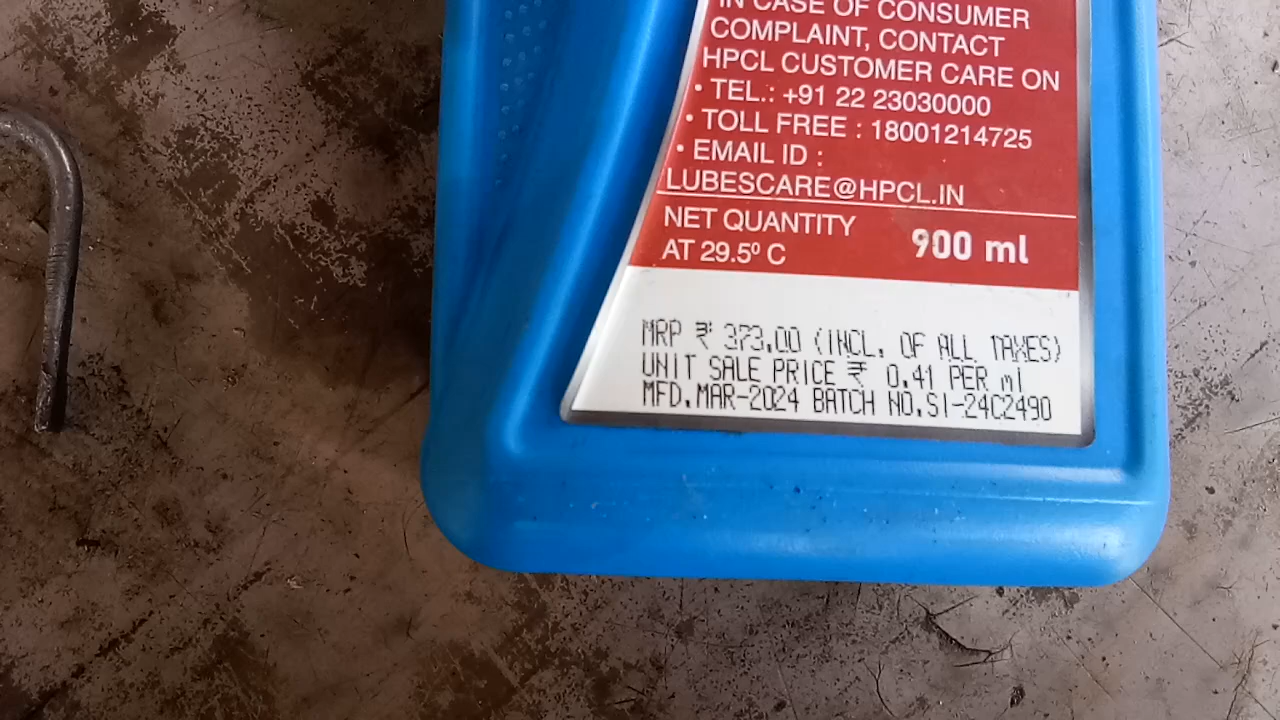 IN CASE OF CONSUMER
COMPLAINT, CONTACT
HPCL CUSTOMER CARE ON
• TEL.: +91 22 23030000
• TOLL FREE : 18001214725
• EMAIL ID :
LUBESCARE@HPCL.IN
NET QUANTITY
AT 29.5º C 900 ml
MRP ₹ 373.00 (INCL. OF ALL TAXES)
UNIT SALE PRICE ₹ 0.41 PER ml
MFD.MAR-2024 BATCH NO.SI-24C2490